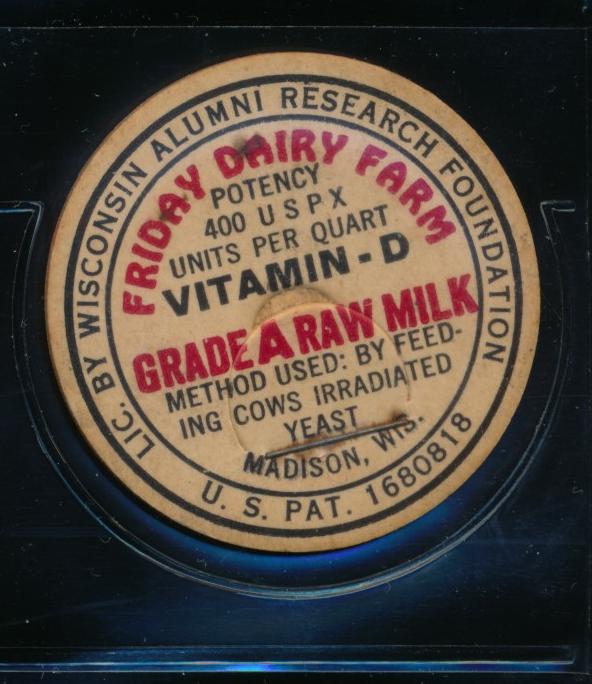 LIC. BY WISCONSIN ALUMNI RESEARCH FOUNDATION
FRIDAY DAIRY FARM
POTENCY
400 U S P X
UNITS PER QUART
VITAMIN - D
GRADE A RAW MILK
METHOD USED: BY FEED-
ING COWS IRRADIATED
YEAST
MADISON, WIS.
U. S. PAT. 1680818